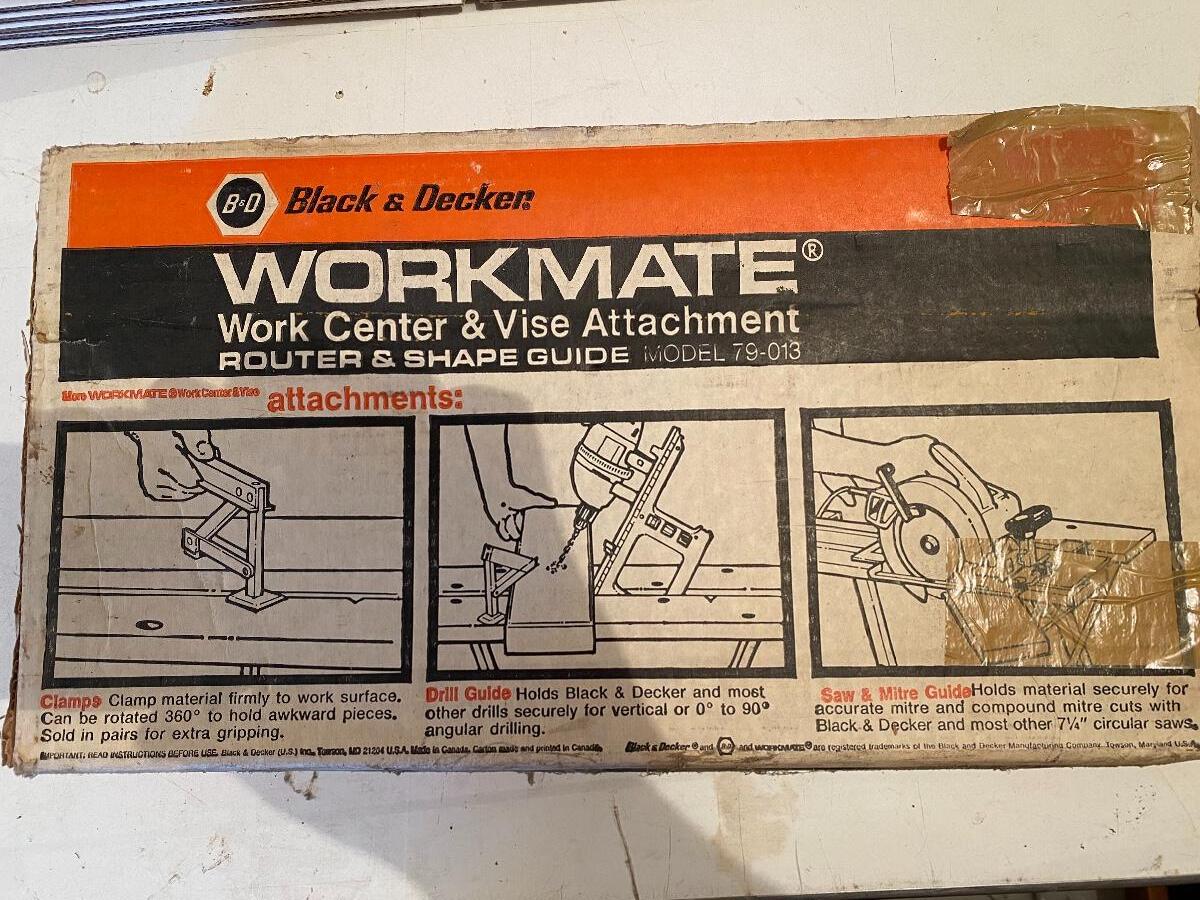 B&D Black & Decker®
WORKMATE®
Work Center & Vise Attachment
ROUTER & SHAPE GUIDE MODEL 79-013
More WORKMATE® Work Center & Vise attachments:
Clamps Clamp material firmly to work surface.
Can be rotated 360° to hold awkward pieces.
Sold in pairs for extra gripping.
Drill Guide Holds Black & Decker and most
other drills securely for vertical or 0° to 90°
angular drilling.
Saw & Mitre Guide Holds material securely for
accurate mitre and compound mitre cuts with
Black & Decker and most other 7¼" circular saws.
IMPORTANT: READ INSTRUCTIONS BEFORE USE. Black & Decker (U.S.) Inc., Towson, MD 21204 U.S.A. Made in Canada. Carton made and printed in Canada.
Black & Decker® and B&D and WORKMATE® are registered trademarks of the Black and Decker Manufacturing Company, Towson, Maryland U.S.A.